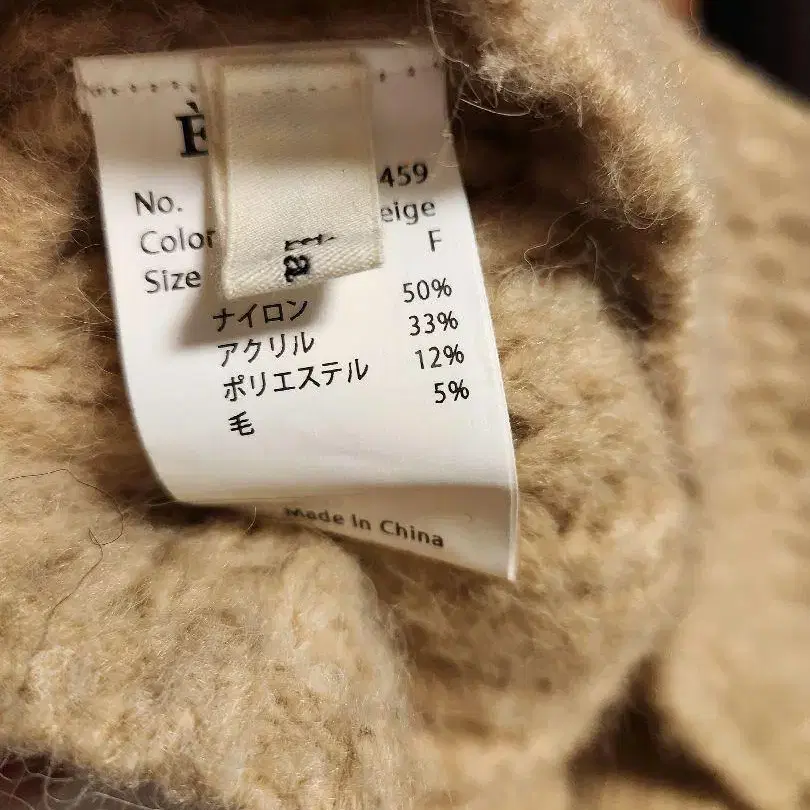 No. 459
Color eige
Size F
ナイロン 50%
アクリル 33%
ポリエステル 12%
毛 5%
Made In China